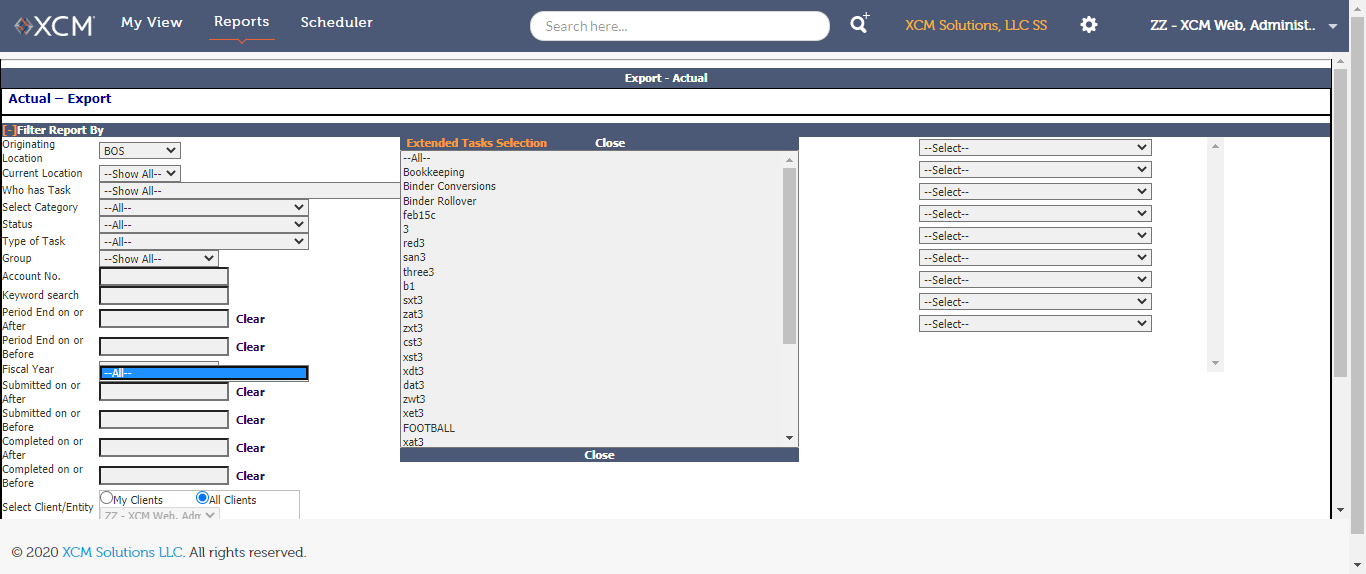 XCM
My View
Reports
Scheduler
Search here...
XCM Solutions, LLC SS
ZZ - XCM Web, Administ..
Export - Actual
Actual – Export
[-]Filter Report By
Originating
Location
BOS
Current Location
--Show All--
Who has Task
--Show All--
Select Category
--All--
Status
--All--
Type of Task
--All--
Group
--Show All--
Account No.
Keyword search
Period End on or
After
Clear
Period End on or
Before
Clear
Fiscal Year
--All--
Submitted on or
After
Clear
Submitted on or
Before
Clear
Completed on or
After
Clear
Completed on or
Before
Clear
Select Client/Entity
My Clients
All Clients
ZZ - XCM Web, Adm
Extended Tasks Selection
Close
--All--
Bookkeeping
Binder Conversions
Binder Rollover
feb15c
3
red3
san3
three3
b1
sxt3
zat3
zxt3
cst3
xst3
xdt3
dat3
zwt3
xet3
FOOTBALL
xat3
Close
--Select--
--Select--
--Select--
--Select--
--Select--
--Select--
--Select--
--Select--
--Select--
© 2020 XCM Solutions LLC. All rights reserved.